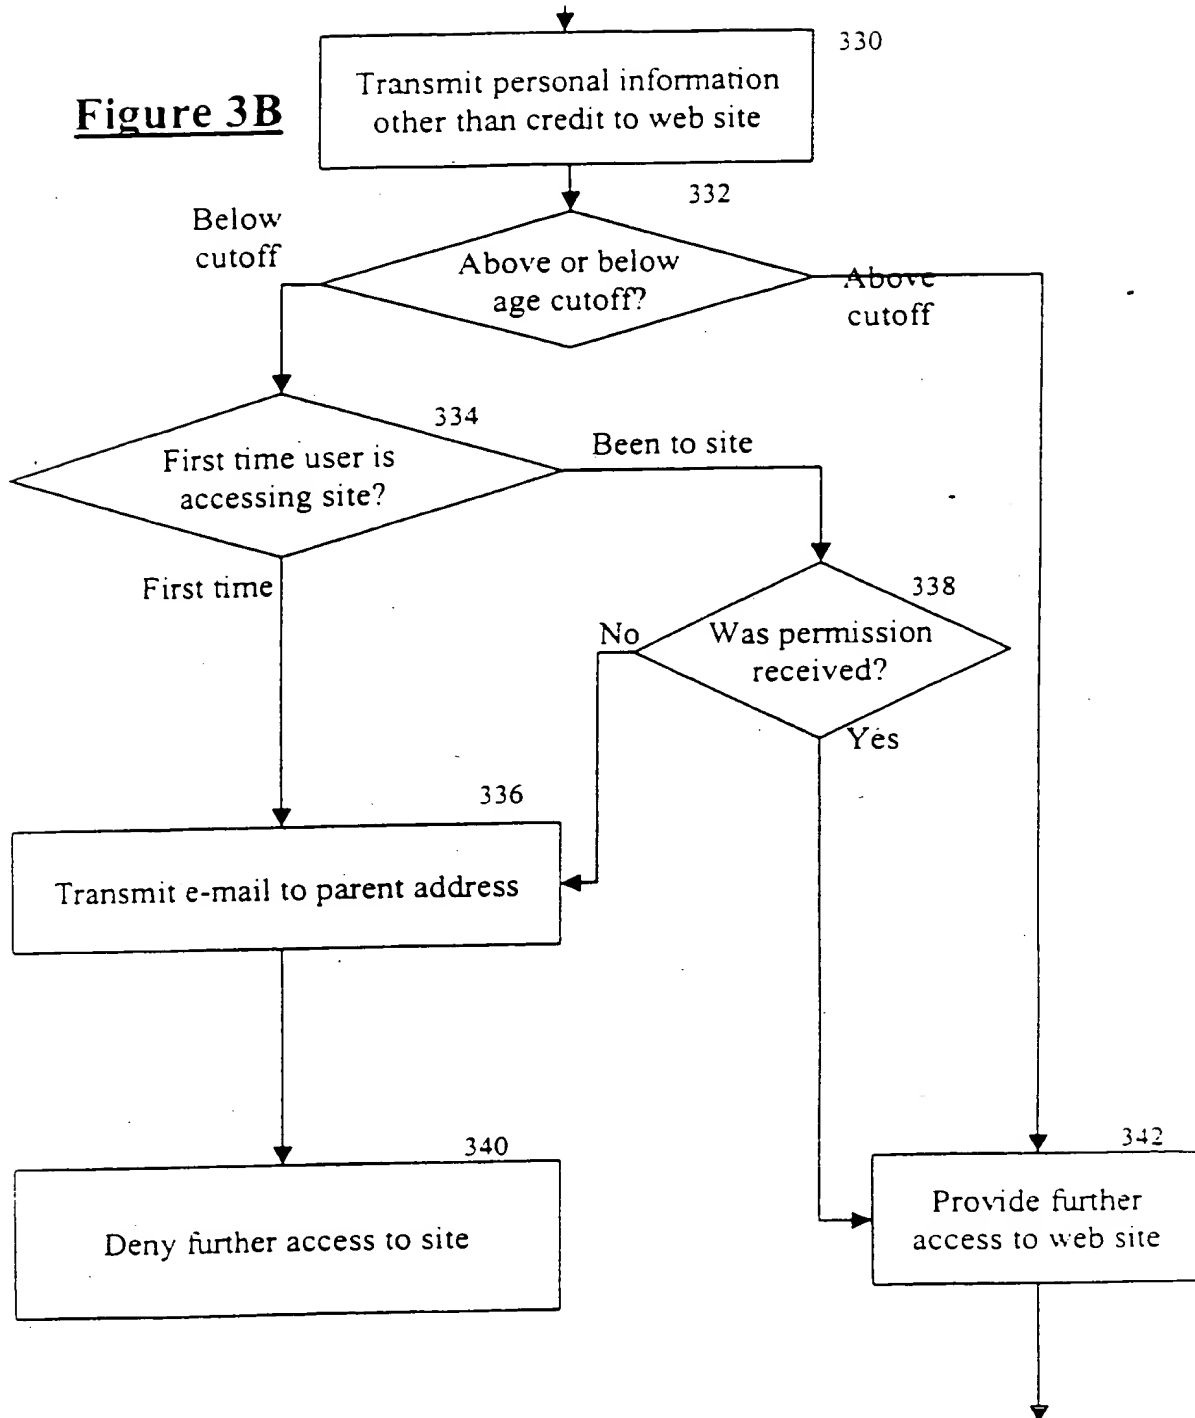 330
Transmit personal information
other than credit to web site
Figure 3B
332
Below
cutoff
Above or below
age cutoff?
Above
cutoff
334
First time user is
accessing site?
Been to site
First time
338
No
Was permission
received?
Yes
336
Transmit e-mail to parent address
340
Deny further access to site
342
Provide further
access to web site